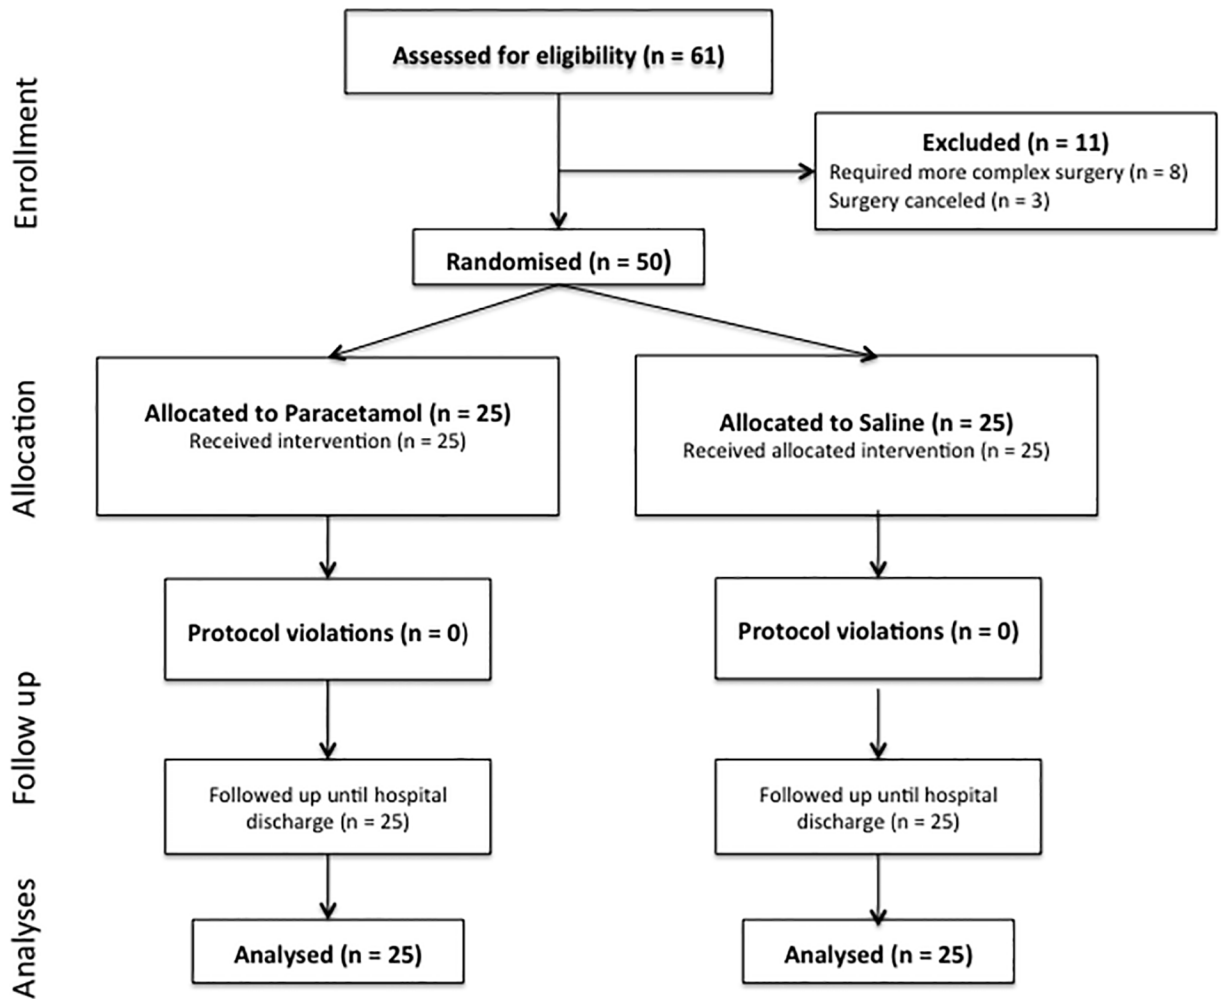 Enrollment
Assessed for eligibility (n = 61)
Excluded (n = 11)
Required more complex surgery (n = 8)
Surgery canceled (n = 3)
Randomised (n = 50)
Allocation
Allocated to Paracetamol (n = 25)
Received intervention (n = 25)
Allocated to Saline (n = 25)
Received allocated intervention (n = 25)
Protocol violations (n = 0)
Protocol violations (n = 0)
Follow up
Followed up until hospital
discharge (n = 25)
Followed up until hospital
discharge (n = 25)
Analyses
Analysed (n = 25)
Analysed (n = 25)